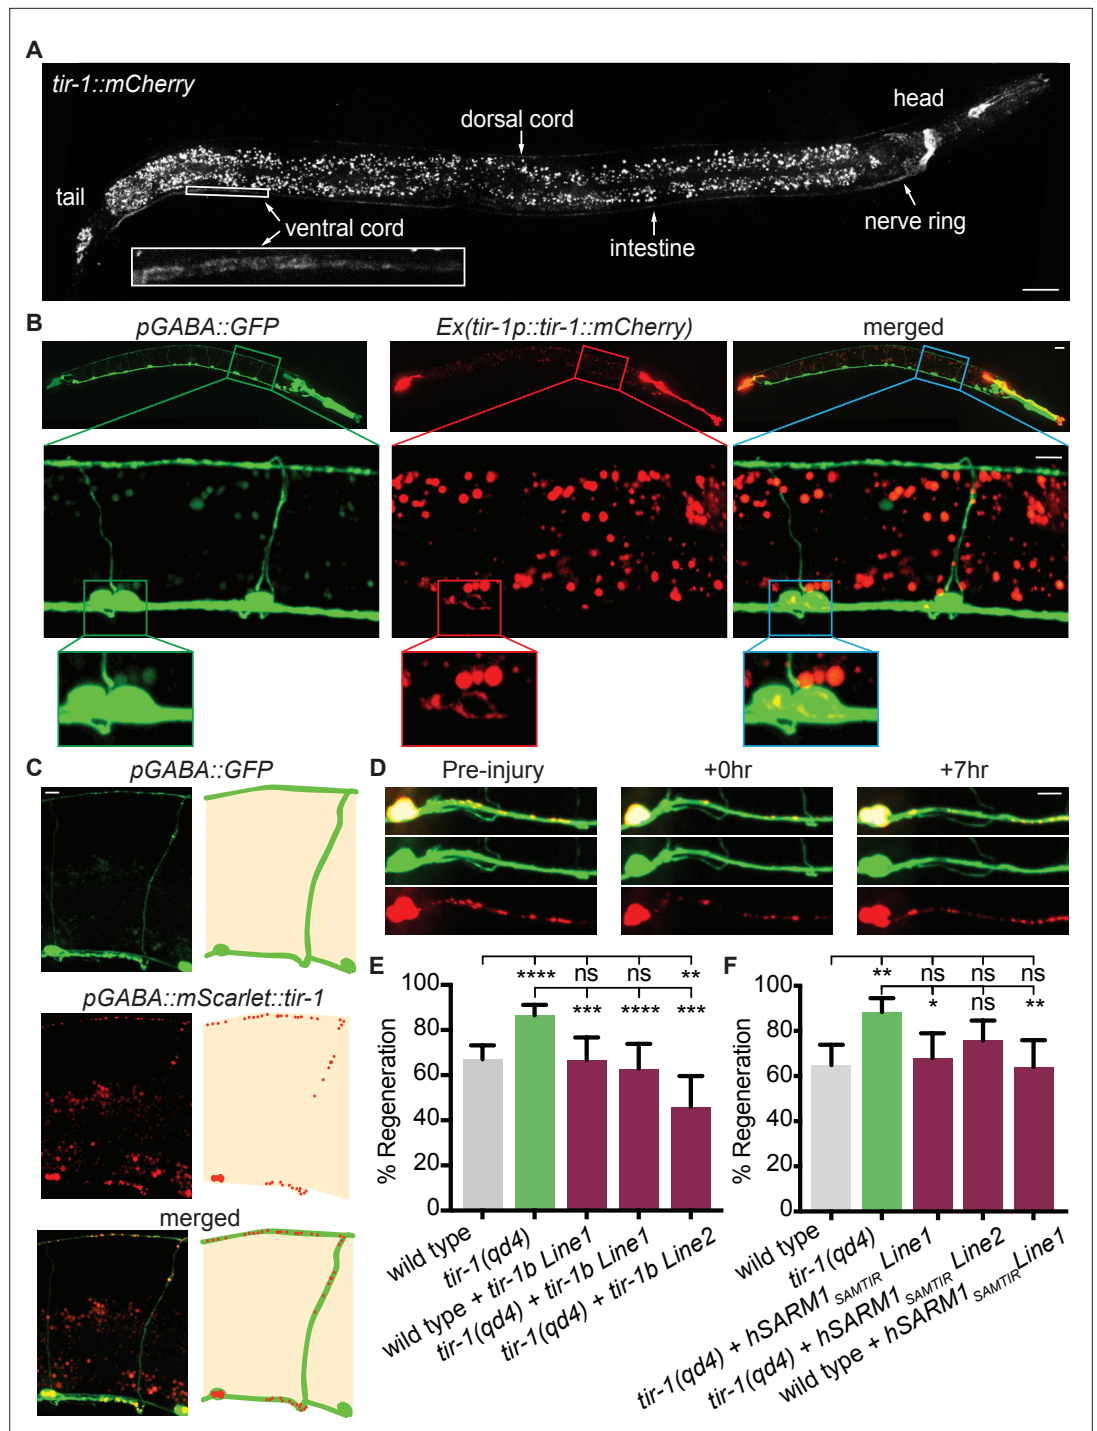 A
tir-1::mCherry
head
dorsal cord
tail
ventral cord
intestine
nerve ring
B
pGABA::GFP
Ex(tir-1p::tir-1::mCherry)
merged
C
pGABA::GFP
pGABA::mScarlet::tir-1
merged
D
Pre-injury
+0hr
+7hr
E
**** ns ns **
*** **** ***
% Regeneration
100
80
60
40
20
0
wild type
tir-1(qd4)
wild type + tir-1b Line1
tir-1(qd4) + tir-1b Line1
tir-1(qd4) + tir-1b Line2
F
** ns ns ns
* ns **
% Regeneration
100
80
60
40
20
0
wild type
tir-1(qd4)
tir-1(qd4) + hSARM1 SAMTIR Line1
tir-1(qd4) + hSARM1 SAMTIR Line2
wild type + hSARM1 SAMTIR Line1